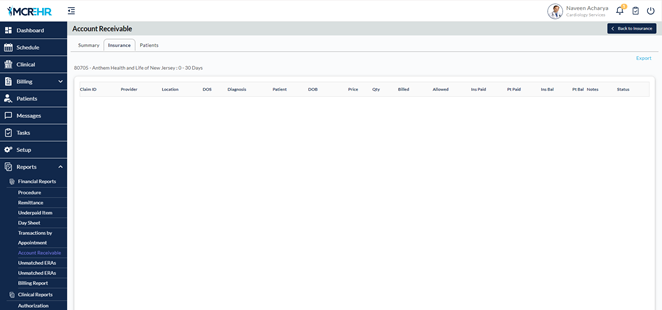 MCREHR
Naveen Acharya
Cardiology Services
Dashboard
Account Receivable
Back to Insurance
Schedule
Summary
Insurance
Patients
Clinical
Export
80705 - Anthem Health and Life of New Jersey : 0 - 30 Days
Billing
Claim ID Provider Location DOS Diagnosis Patient DOB Price Qty Billed Allowed Ins Paid Pt Paid Ins Bal Pt Bal Notes Status
Patients
Messages
Tasks
Setup
Reports
Financial Reports
Procedure
Remittance
Underpaid Item
Day Sheet
Transactions by
Appointment
Account Receivable
Unmatched ERAs
Unmatched ERAs
Billing Report
Clinical Reports
Authorization